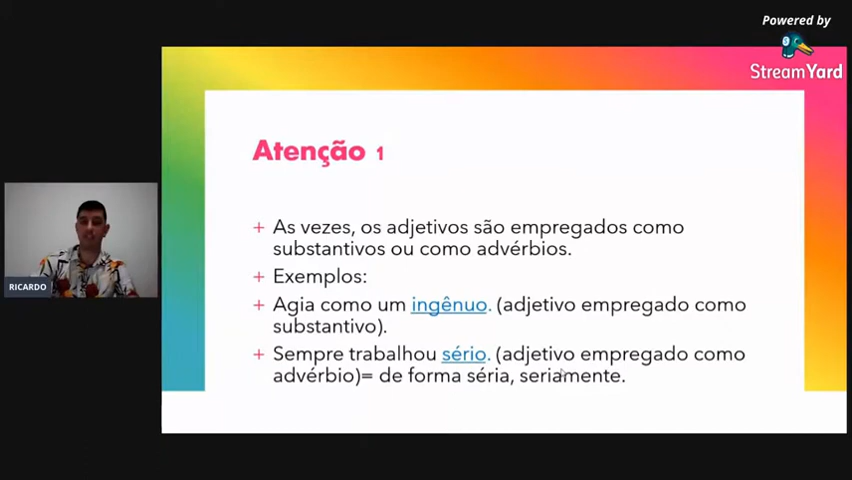 Powered by
StreamYard
Atenção 1
+ As vezes, os adjetivos são empregados como
substantivos ou como advérbios.
+ Exemplos:
+ Agia como um ingênuo. (adjetivo empregado como
substantivo).
+ Sempre trabalhou sério. (adjetivo empregado como
advérbio)= de forma séria, seriamente.
RICARDO